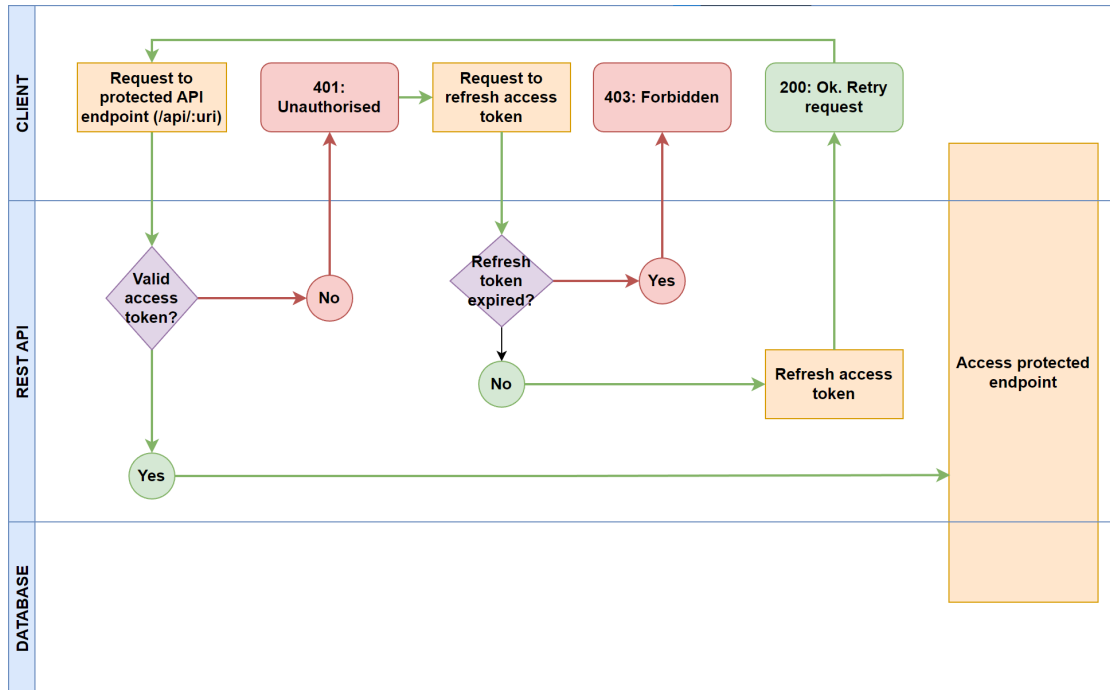 CLIENT
Request to
protected API
endpoint (/api/:uri)
401:
Unauthorised
Request to
refresh access
token
403: Forbidden
200: Ok. Retry
request
REST API
Valid
access
token?
No
Refresh
token
expired?
Yes
No
Refresh access
token
Access protected
endpoint
Yes
DATABASE